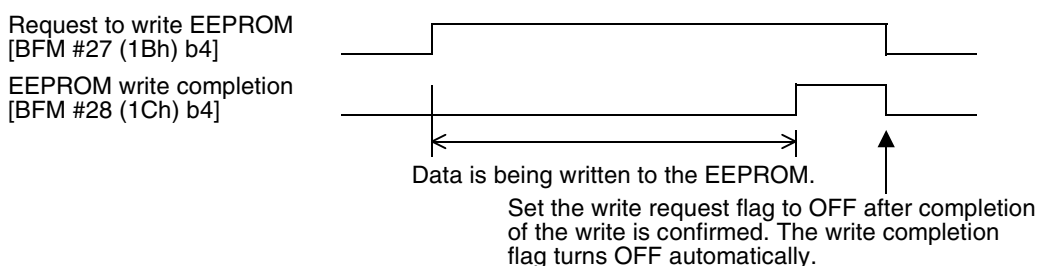 Request to write EEPROM
[BFM #27 (1Bh) b4]
EEPROM write completion
[BFM #28 (1Ch) b4]
Data is being written to the EEPROM.
Set the write request flag to OFF after completion
of the write is confirmed. The write completion
flag turns OFF automatically.